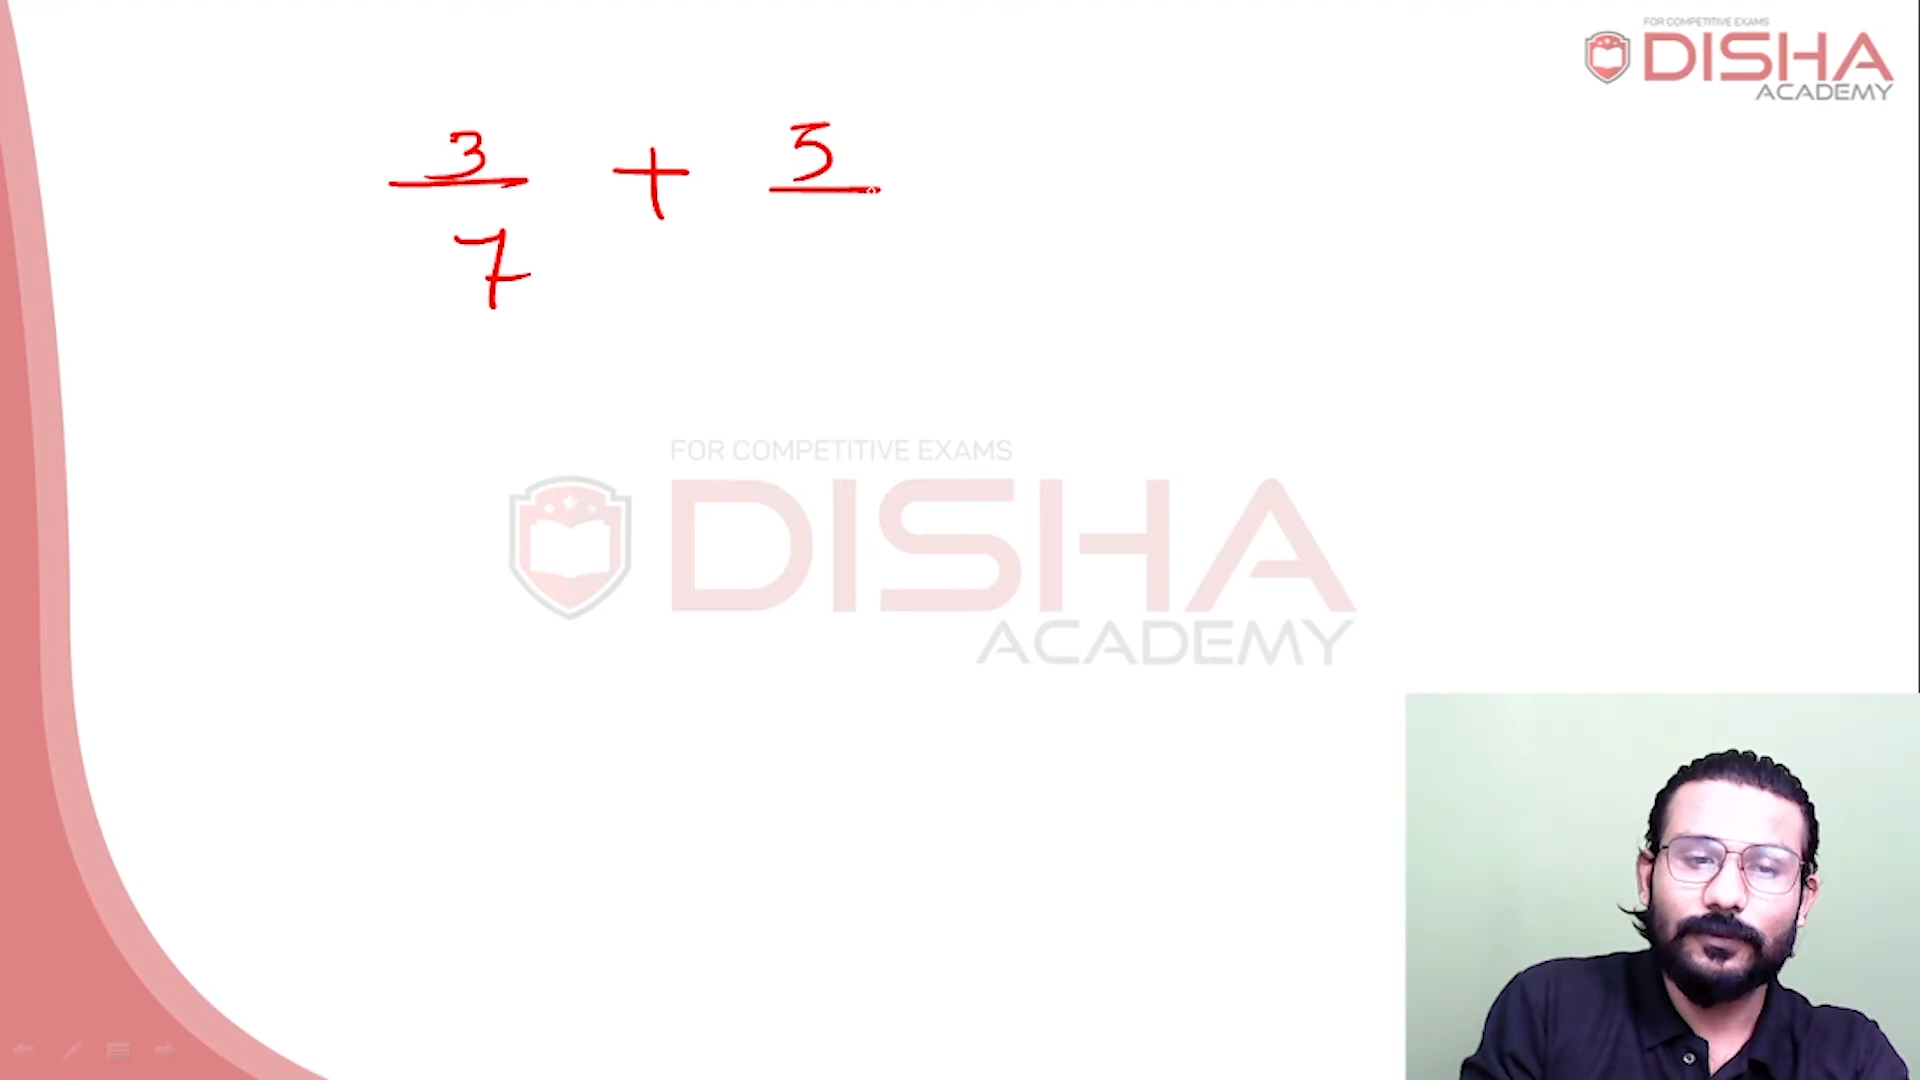 FOR COMPETITIVE EXAMS
DISHA
ACADEMY
3 + 5
7
FOR COMPETITIVE EXAMS
DISHA
ACADEMY